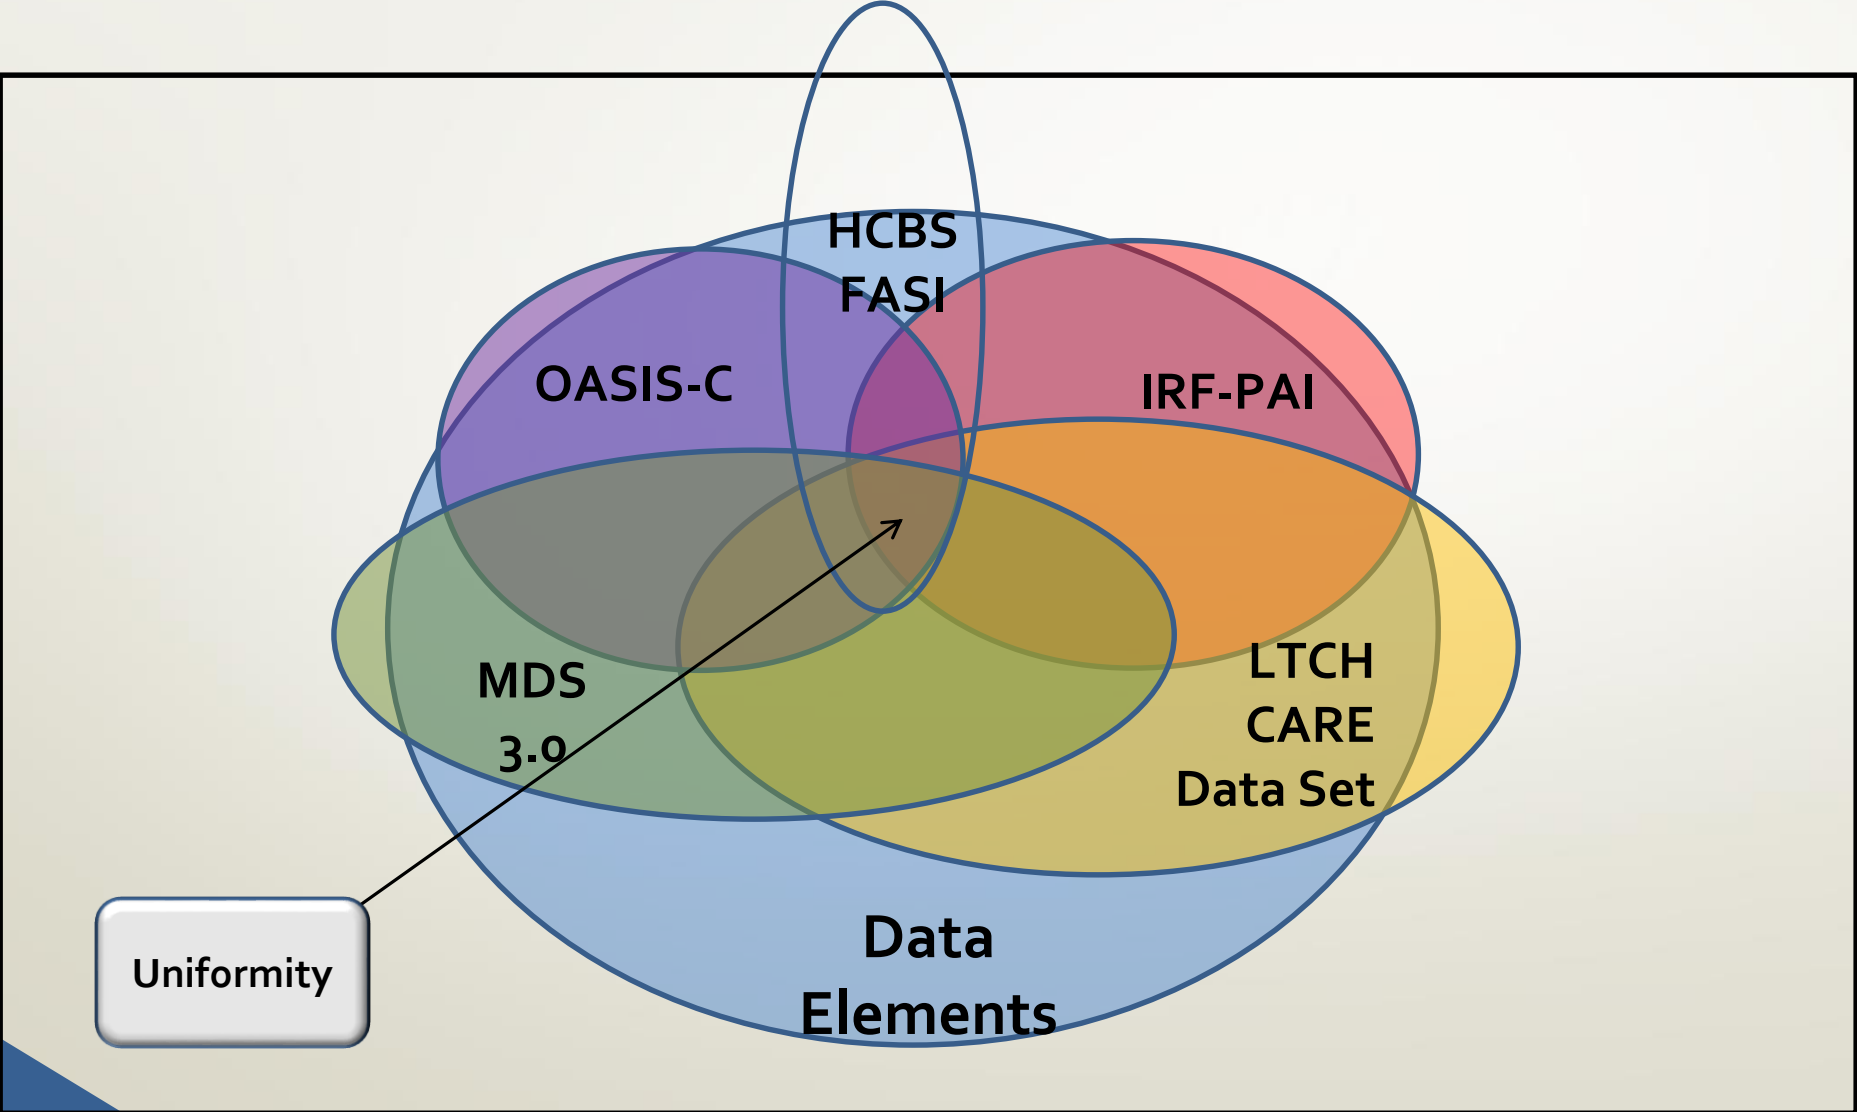 HCBS
FASI
OASIS-C
IRF-PAI
MDS
3.0
LTCH
CARE
Data Set
Data
Elements
Uniformity